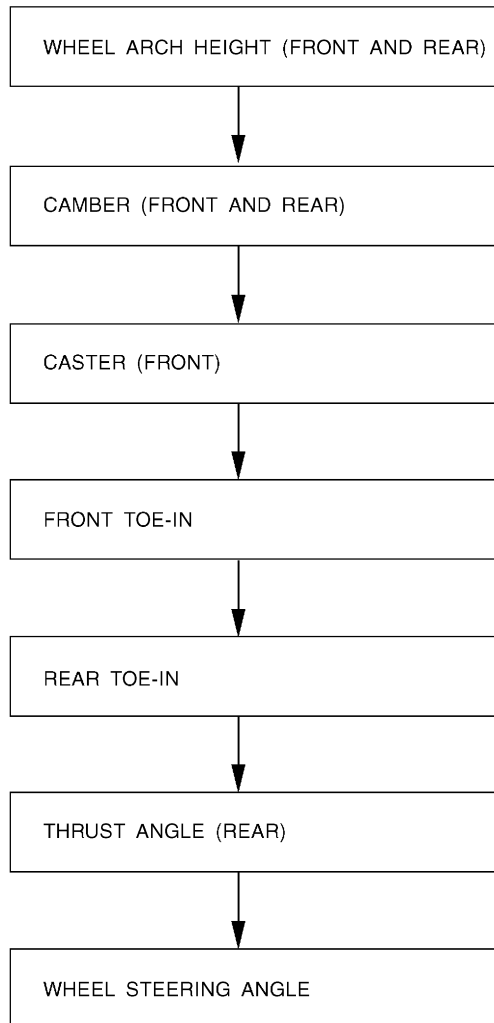 WHEEL ARCH HEIGHT (FRONT AND REAR)
CAMBER (FRONT AND REAR)
CASTER (FRONT)
FRONT TOE-IN
REAR TOE-IN
THRUST ANGLE (REAR)
WHEEL STEERING ANGLE